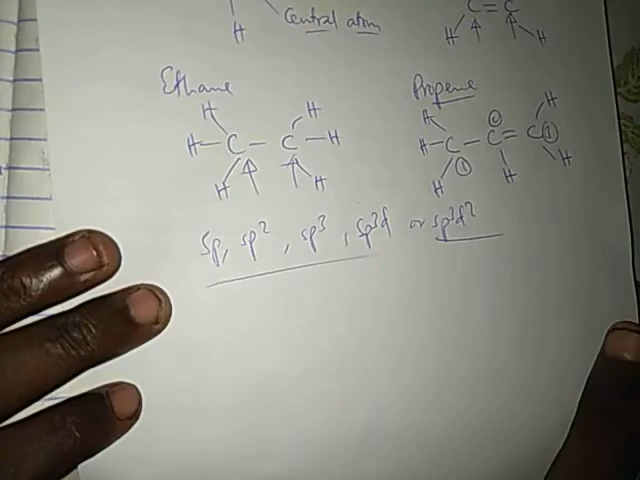 H
Central atom
C = C
H H
Ethane
Propene
H H
H - C - C - H
H H
H H
H - C - C = C
H H H
Sp, sp², sp³, sp³d or sp³d²